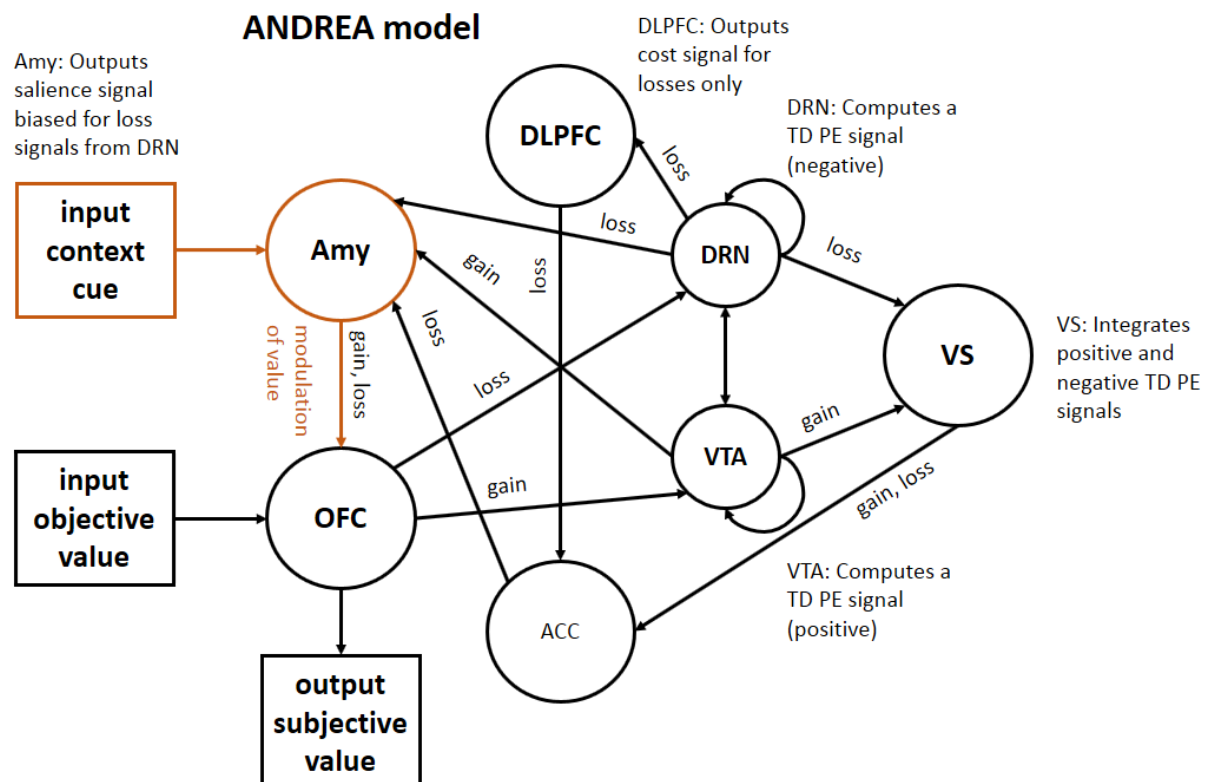 ANDREA model
Amy: Outputs
salience signal
biased for loss
signals from DRN
DLPFC: Outputs
cost signal for
losses only
DRN: Computes a
TD PE signal
(negative)
DLPFC
loss
input
context
cue
Amy
loss
gain
loss
DRN
loss
loss
VS
VS: Integrates
positive and
negative TD PE
signals
gain, loss
modulation
of value
loss
gain
VTA
input
objective
value
OFC
gain
gain, loss
ACC
VTA: Computes a
TD PE signal
(positive)
output
subjective
value